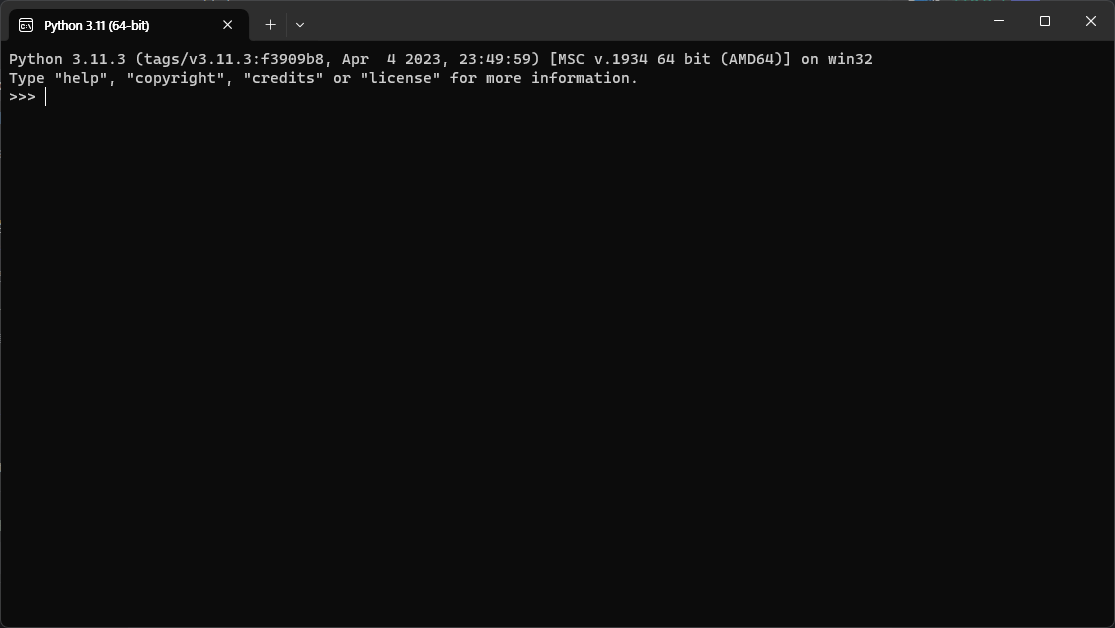 Python 3.11 (64-bit)
Python 3.11.3 (tags/v3.11.3:f3909b8, Apr  4 2023, 23:49:59) [MSC v.1934 64 bit (AMD64)] on win32
Type "help", "copyright", "credits" or "license" for more information.
>>>